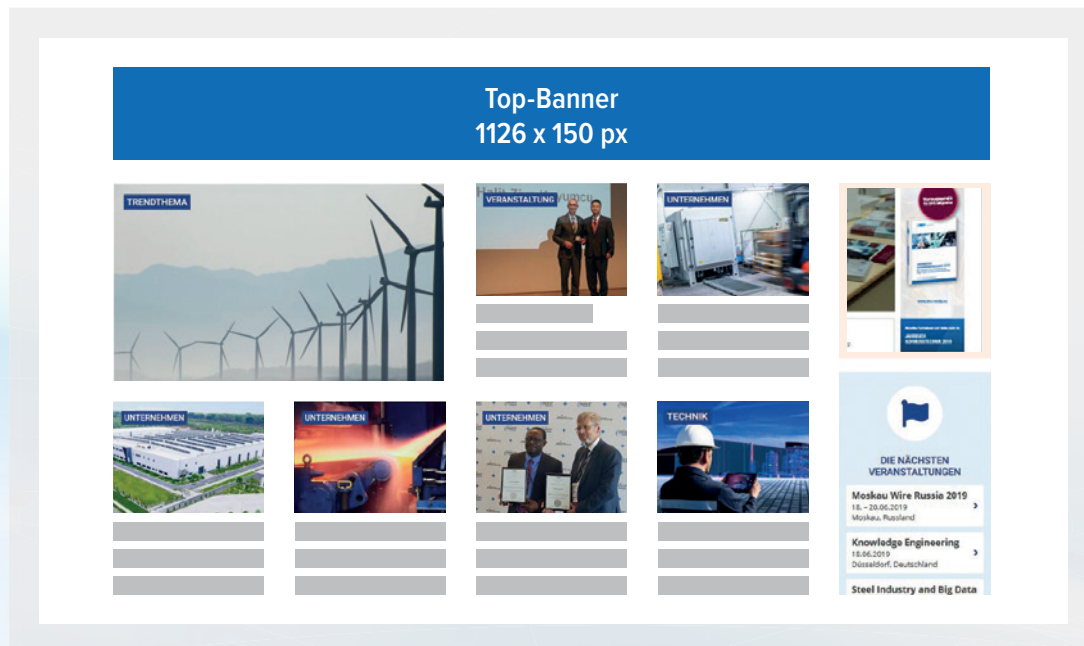 Top-Banner
1126 x 150 px
TRENDTHEMA
VERANSTALTUNG
UNTERNEHMEN
UNTERNEHMEN
UNTERNEHMEN
UNTERNEHMEN
TECHNIK
DIE NÄCHSTEN
VERANSTALTUNGEN
Moskau Wire Russia 2019
18. – 20.06.2019
Moskau, Russland
Knowledge Engineering
18.06.2019
Düsseldorf, Deutschland
Steel Industry and Big Data